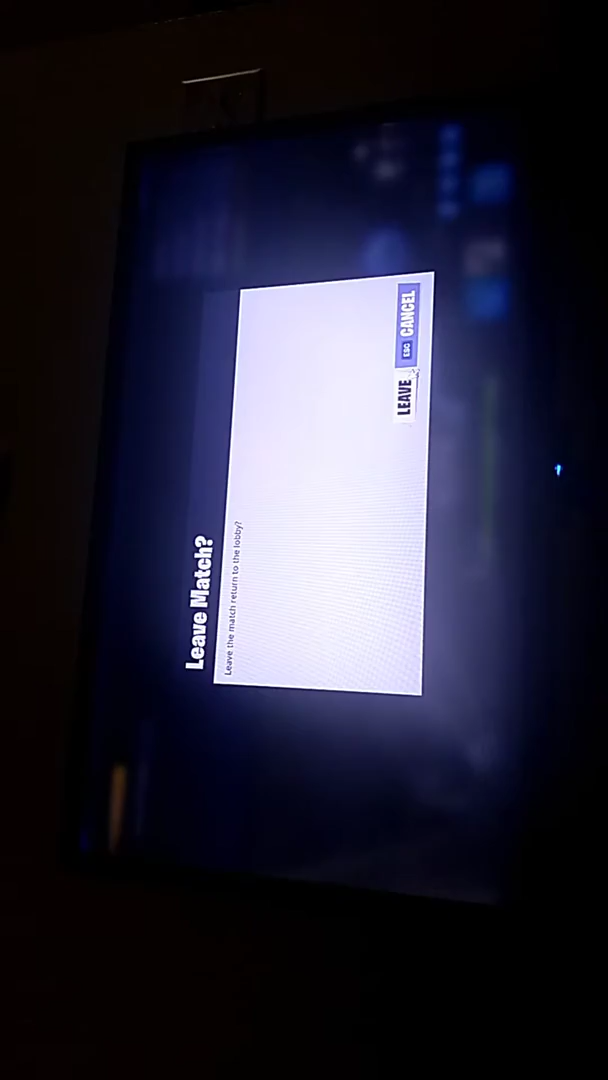 Leave Match?
Leave the match return to the lobby?
LEAVE
ESC CANCEL